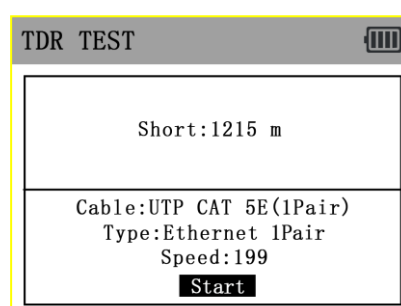 TDR TEST
Short:1215 m
Cable:UTP CAT 5E(1Pair)
Type:Ethernet 1Pair
Speed:199
Start